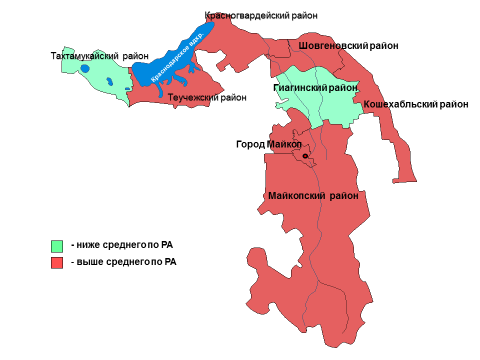 Красногвардейский район
Шовгеновский район
Тахтамукайский район
Краснодарское вдхр.
Гиагинский район
Теучежский район
Кошехабльский район
Город Майкоп
Майкопский район
- ниже среднего по РА
- выше среднего по РА